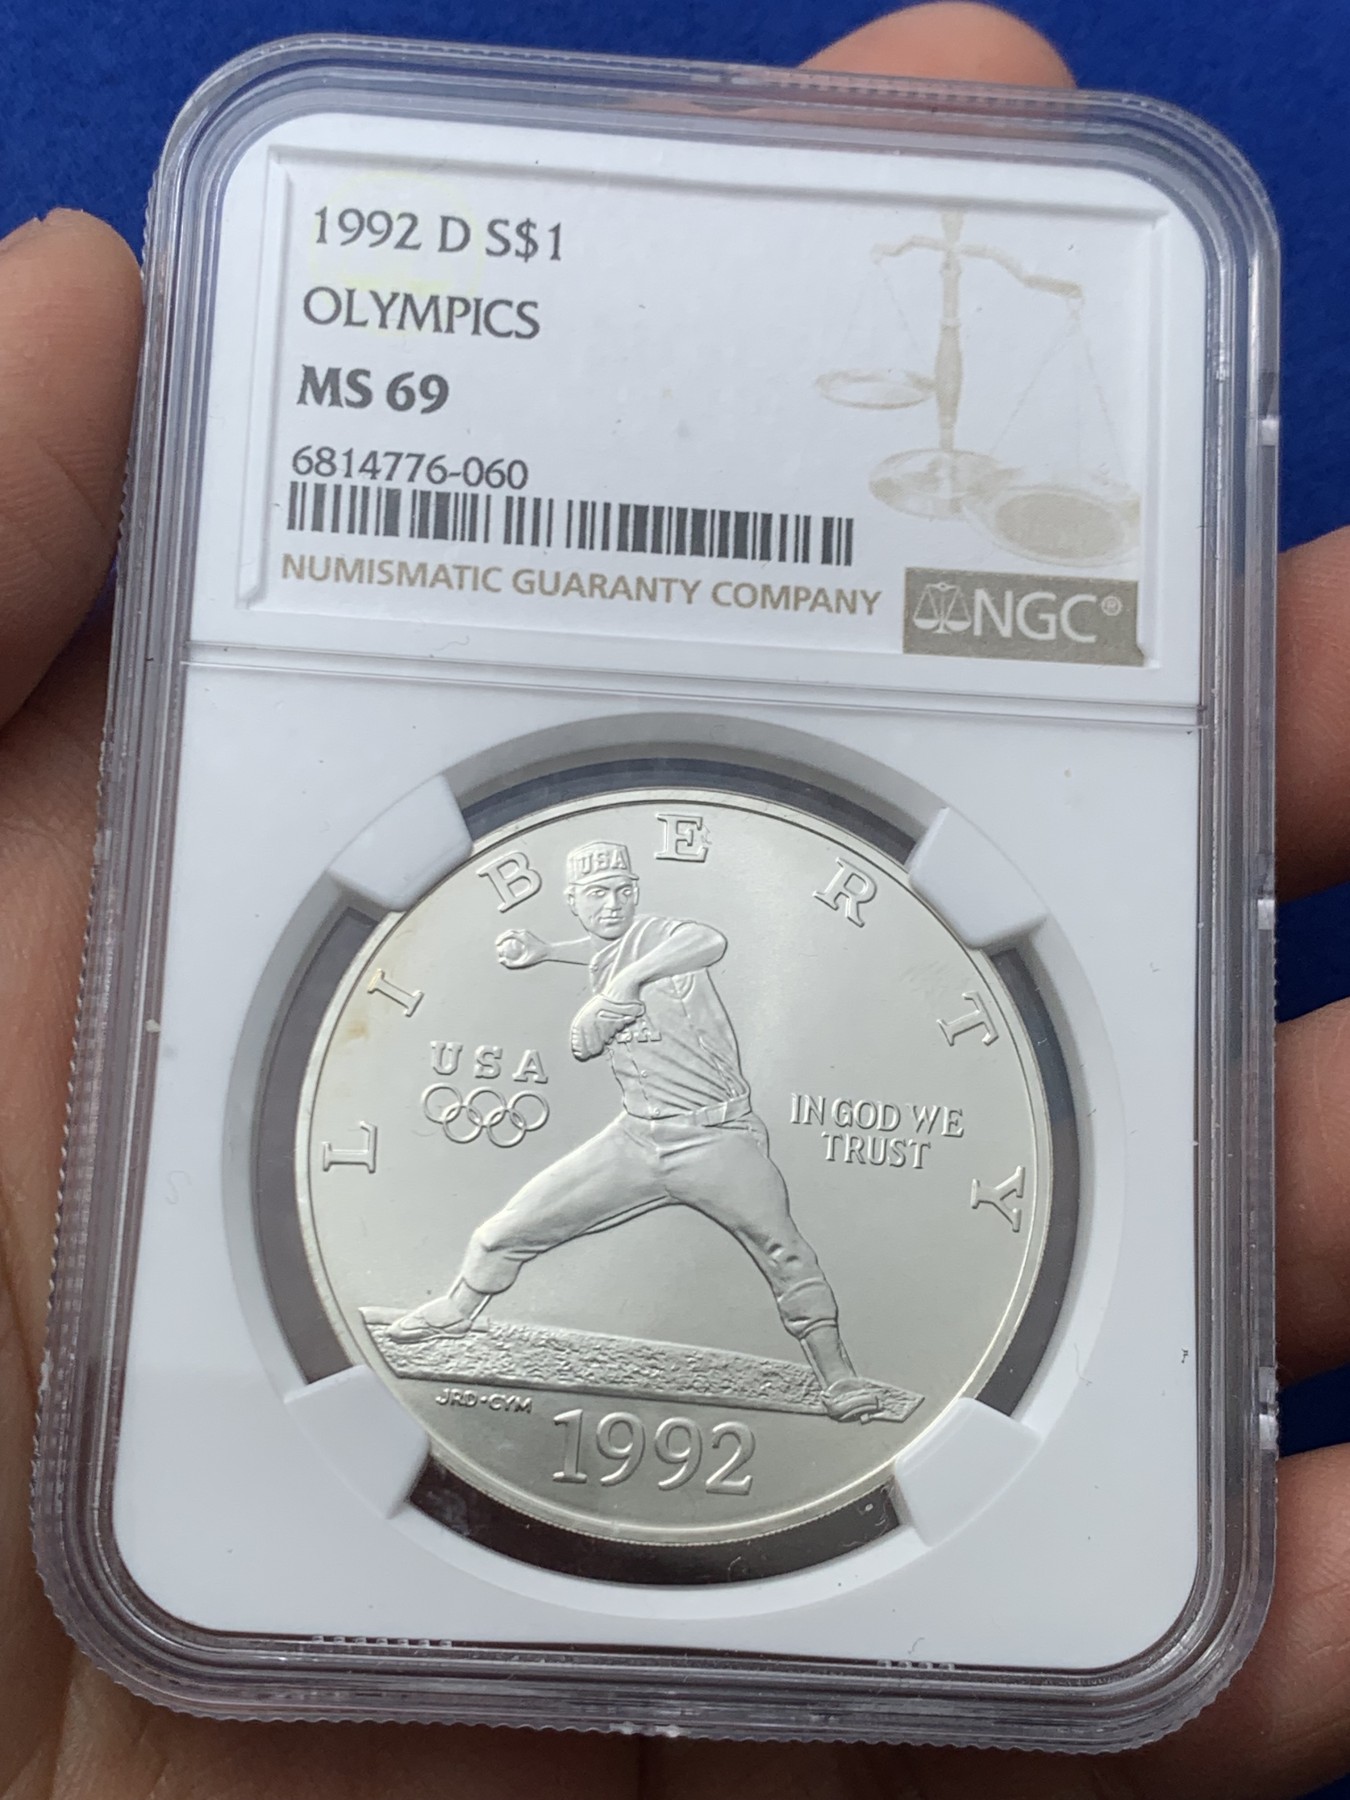 1992 D S$1
OLYMPICS
MS 69
6814776-060
NUMISMATIC GUARANTY COMPANY
NGC®
LIBERTY
USA
USA
IN GOD WE
TRUST
JRD·CYM
1992